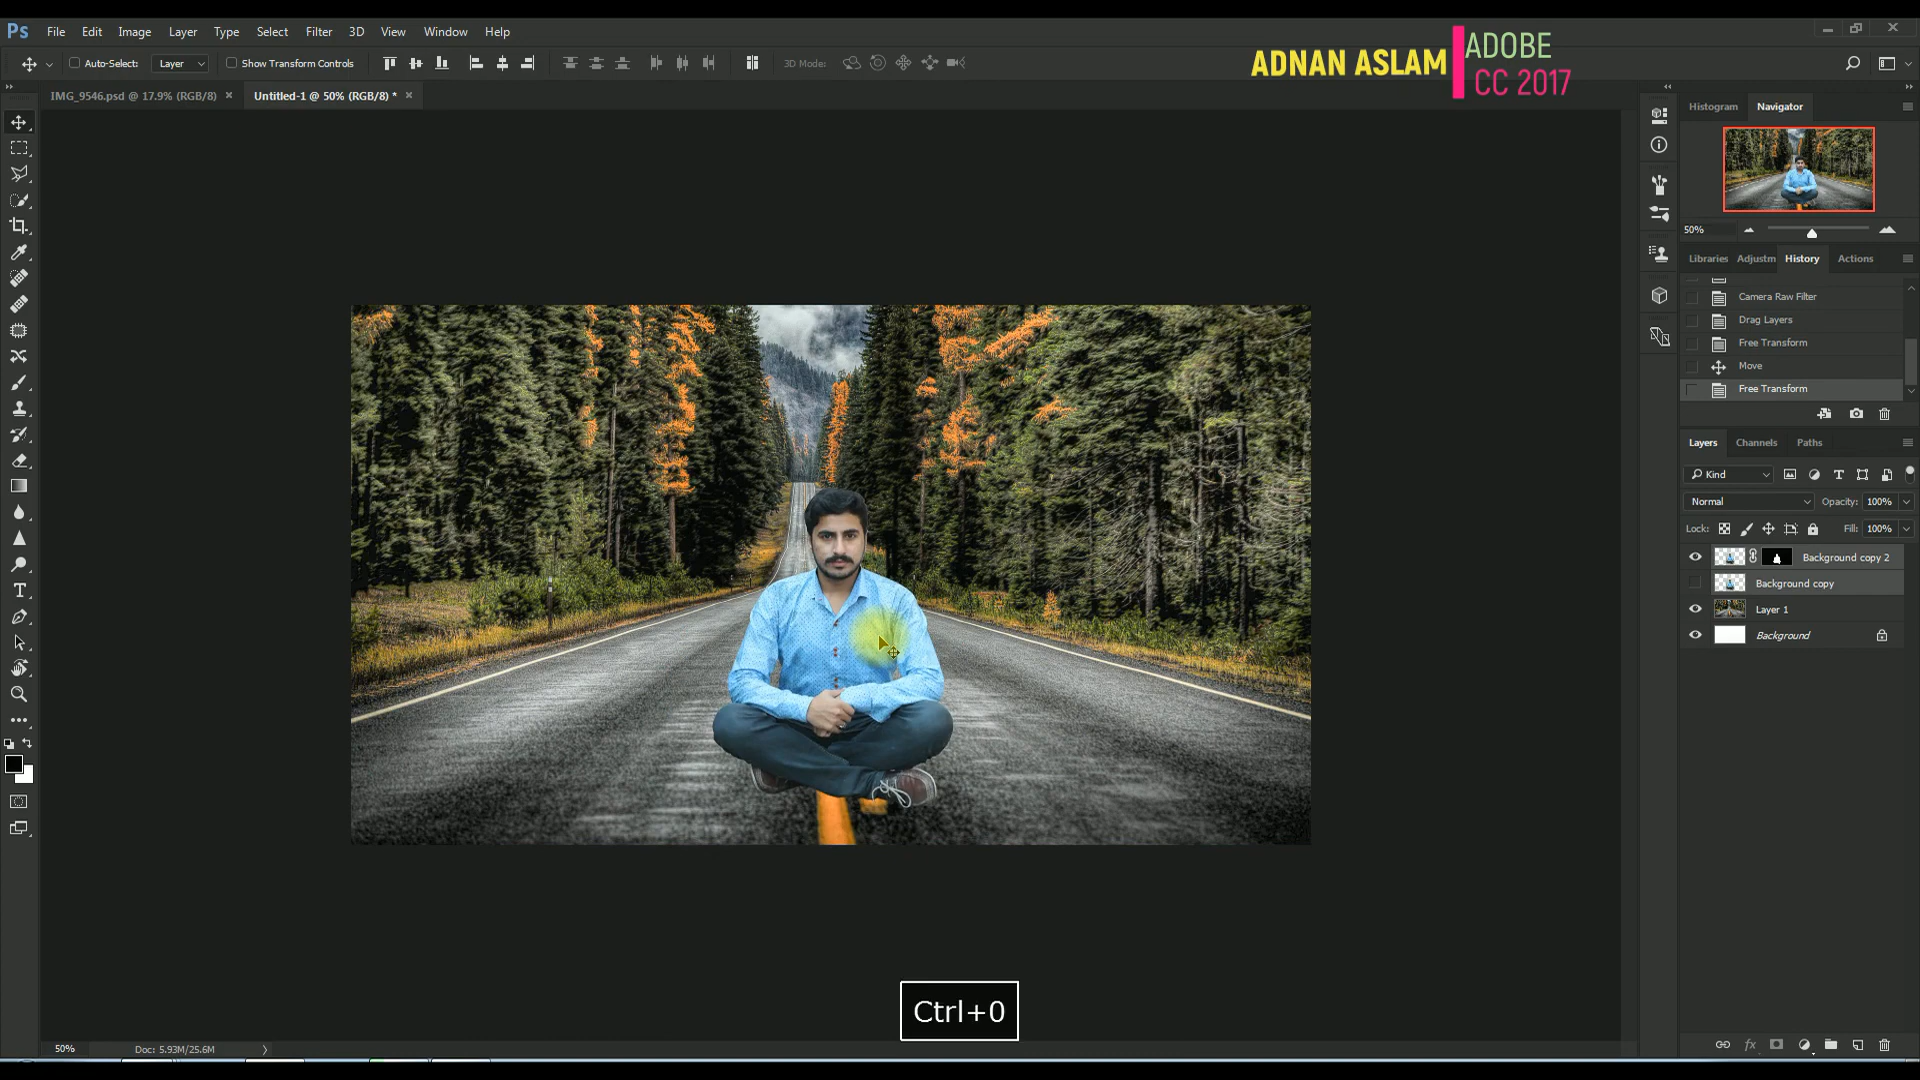 Ps File Edit Image Layer Type Select Filter 3D View Window Help
ADNAN ASLAM
ADOBE
CC 2017
Auto-Select: Layer Show Transform Controls 3D Mode:
IMG_9546.psd @ 17.9% (RGB/8) × Untitled-1 @ 50% (RGB/8) * ×
Histogram Navigator
50%
Libraries Adjustm History Actions
Camera Raw Filter
Drag Layers
Free Transform
Move
Free Transform
Layers Channels Paths
Kind
Normal Opacity: 100%
Lock: Fill: 100%
Background copy 2
Background copy
Layer 1
Background
Ctrl+0
50% Doc: 5.93M/25.6M